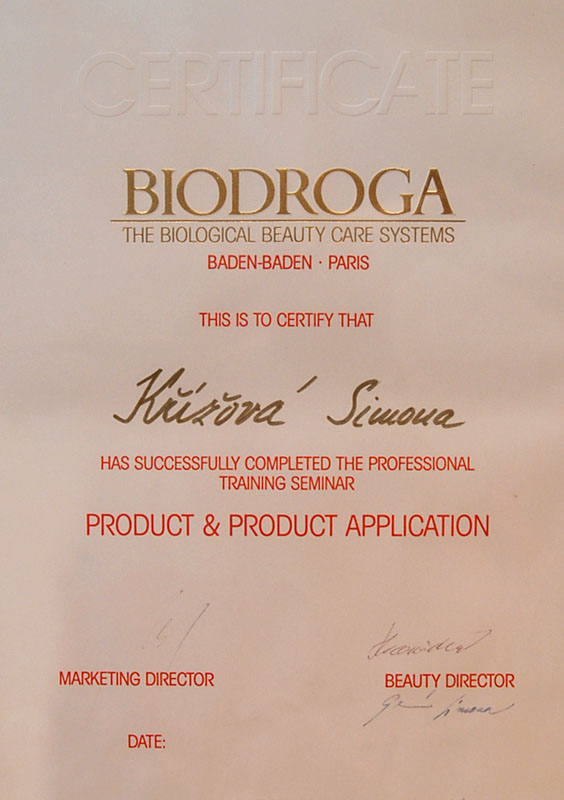 CERTIFICATE
BIODROGA
THE BIOLOGICAL BEAUTY CARE SYSTEMS
BADEN-BADEN · PARIS
THIS IS TO CERTIFY THAT
Křížová Simona
HAS SUCCESSFULLY COMPLETED THE PROFESSIONAL
TRAINING SEMINAR
PRODUCT & PRODUCT APPLICATION
MARKETING DIRECTOR
BEAUTY DIRECTOR
Simona
DATE: